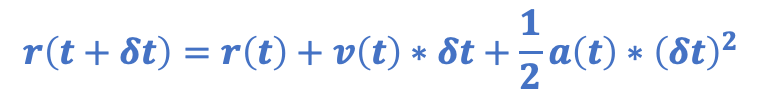 r(t + δt) = r(t) + v(t) * δt + 1/2 a(t) * (δt)²